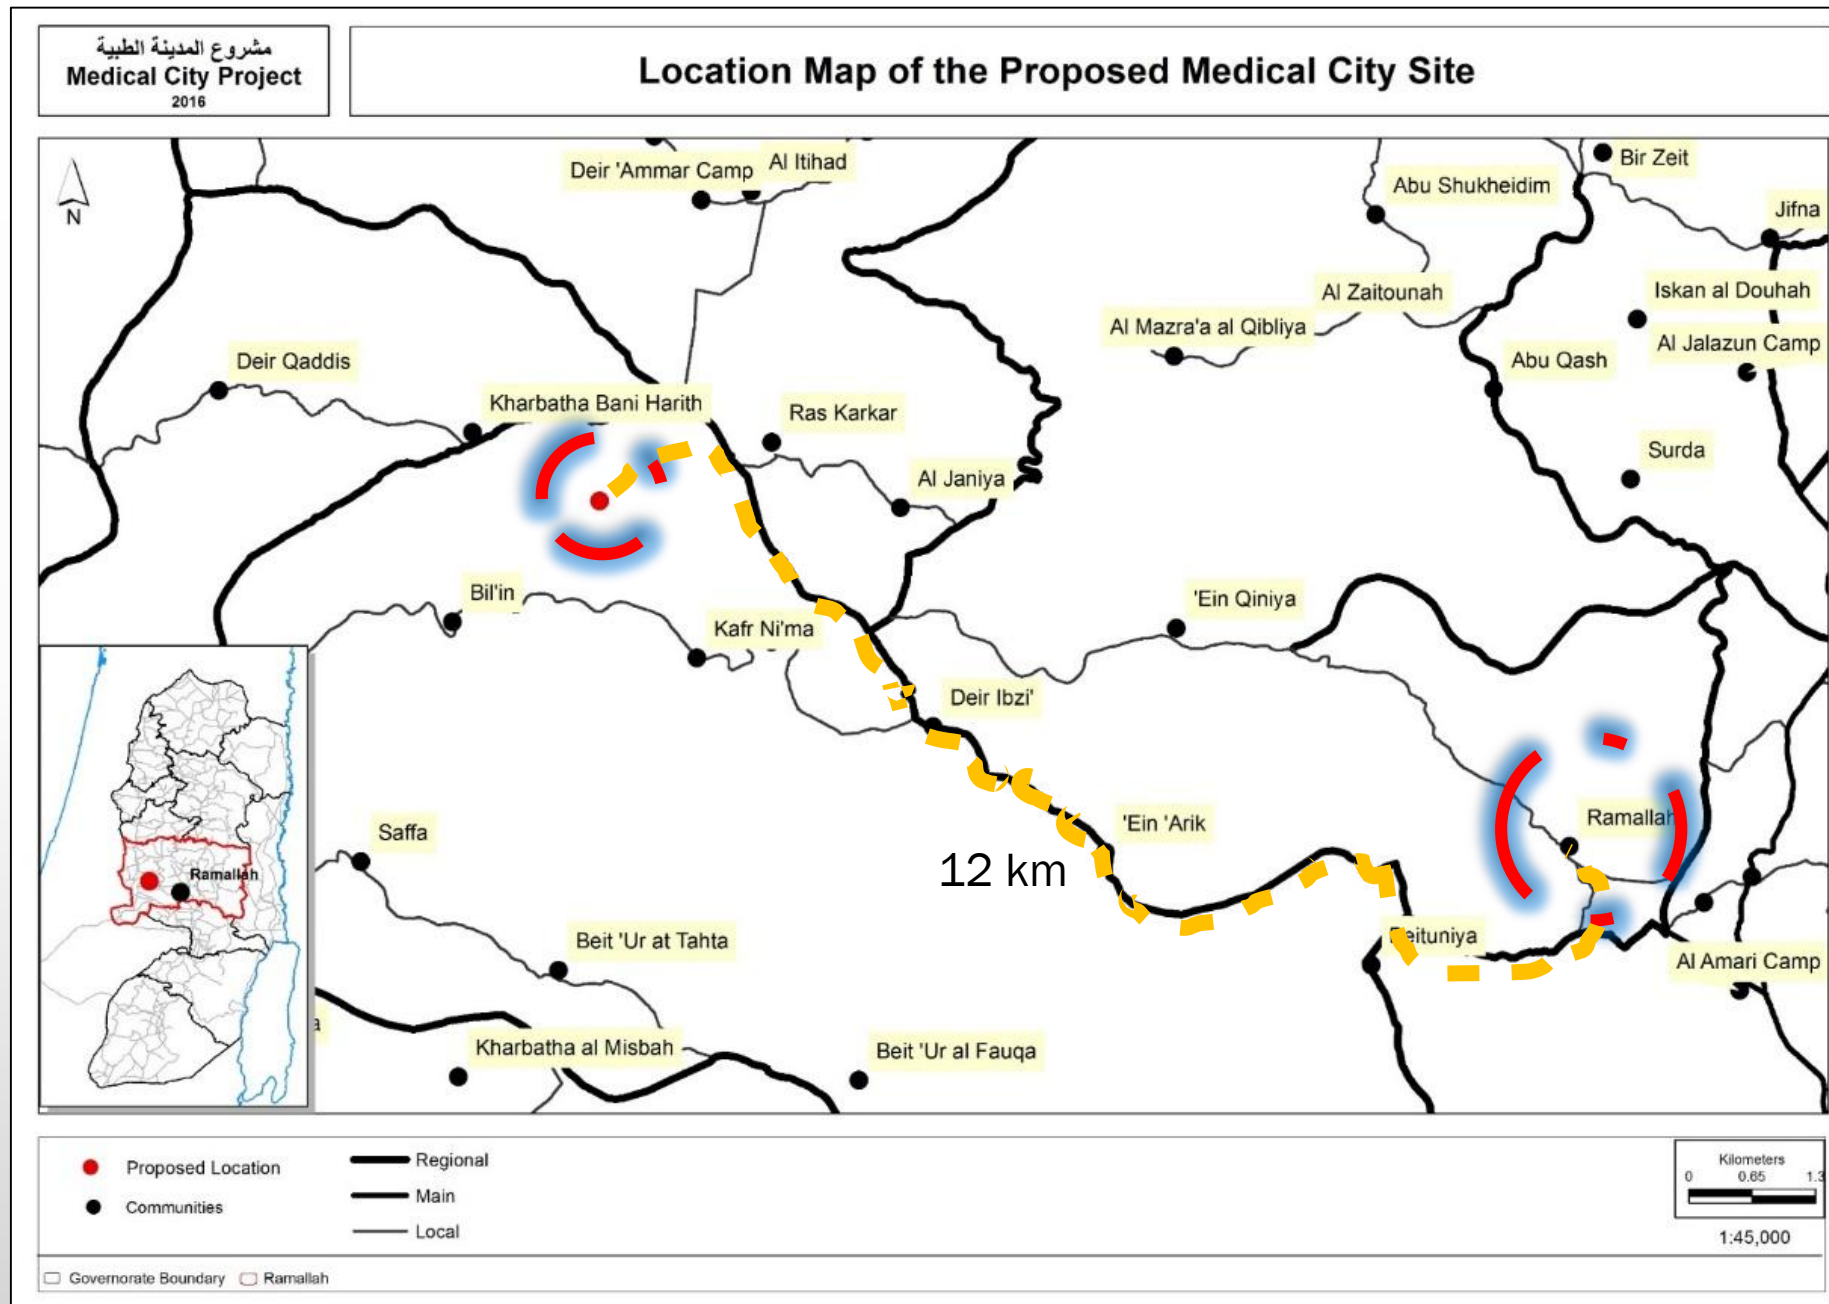 مشروع المدينة الطبية
Medical City Project
2016
Location Map of the Proposed Medical City Site
N
Deir 'Ammar Camp
Al Itihad
Bir Zeit
Abu Shukheidim
Jifna
Al Zaitounah
Iskan al Douhah
Al Mazra'a al Qibliya
Al Jalazun Camp
Deir Qaddis
Abu Qash
Kharbatha Bani Harith
Ras Karkar
Surda
Al Janiya
Bil'in
'Ein Qiniya
Kafr Ni'ma
Deir Ibzi'
Ramallah
'Ein 'Arik
Saffa
12 km
Ramallah
Beit 'Ur at Tahta
Beituniya
Al Amari Camp
Kharbatha al Misbah
Beit 'Ur al Fauqa
Proposed Location
Communities
Regional
Main
Local
Kilometers
0 0.65 1.3
1:45,000
Governorate Boundary
Ramallah